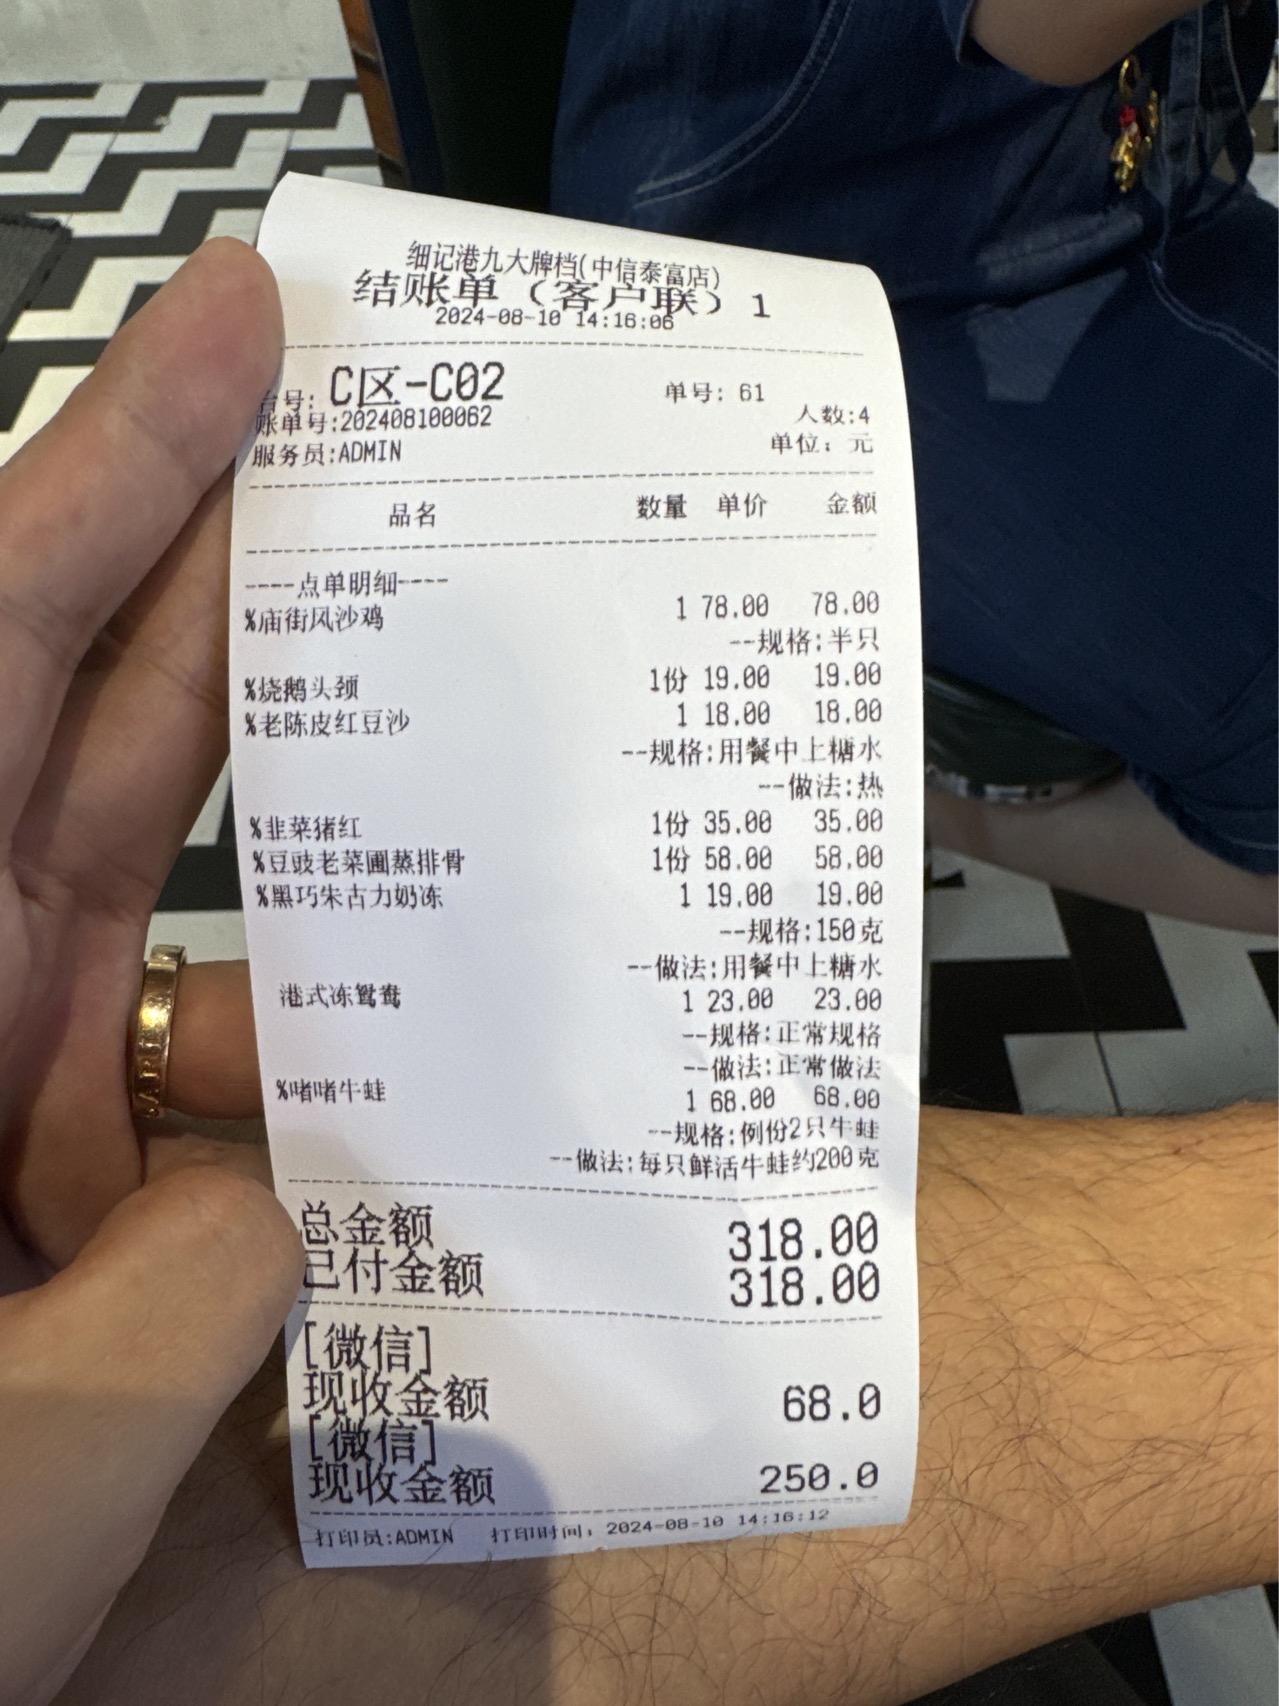 细记港九大牌档(中信泰富店)
结账单（客户联）1
2024-08-10 14:16:06
台号: C区-C02 单号: 61
账单号:202408100062 人数:4
服务员:ADMIN 单位: 元
品名 数量 单价 金额
----点单明细----
%庙街风沙鸡 1 78.00 78.00
--规格:半只
%烧鹅头颈 1份 19.00 19.00
%老陈皮红豆沙 1 18.00 18.00
--规格:用餐中上糖水
--做法:热
%韭菜猪红 1份 35.00 35.00
%豆豉老菜圃蒸排骨 1份 58.00 58.00
%黑巧朱古力奶冻 1 19.00 19.00
--规格:150克
--做法:用餐中上糖水
港式冻鸳鸯 1 23.00 23.00
--规格:正常规格
--做法:正常做法
%啫啫牛蛙 1 68.00 68.00
--规格:例份2只牛蛙
--做法:每只鲜活牛蛙约200克
总金额 318.00
已付金额 318.00
[微信]
现收金额 68.0
[微信]
现收金额 250.0
打印员:ADMIN 打印时间: 2024-08-10 14:16:12